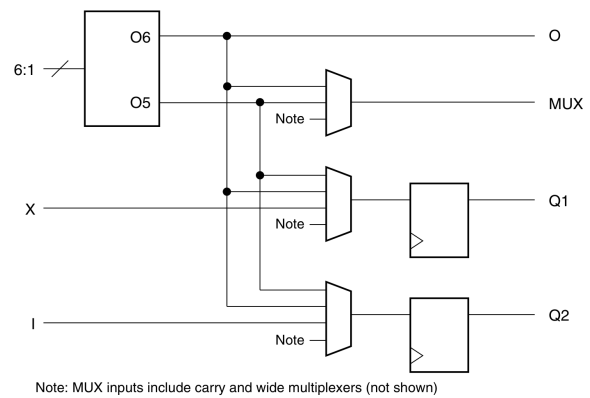 O6
O
6:1
O5
MUX
Note
X
Q1
Note
I
Q2
Note
Note: MUX inputs include carry and wide multiplexers (not shown)